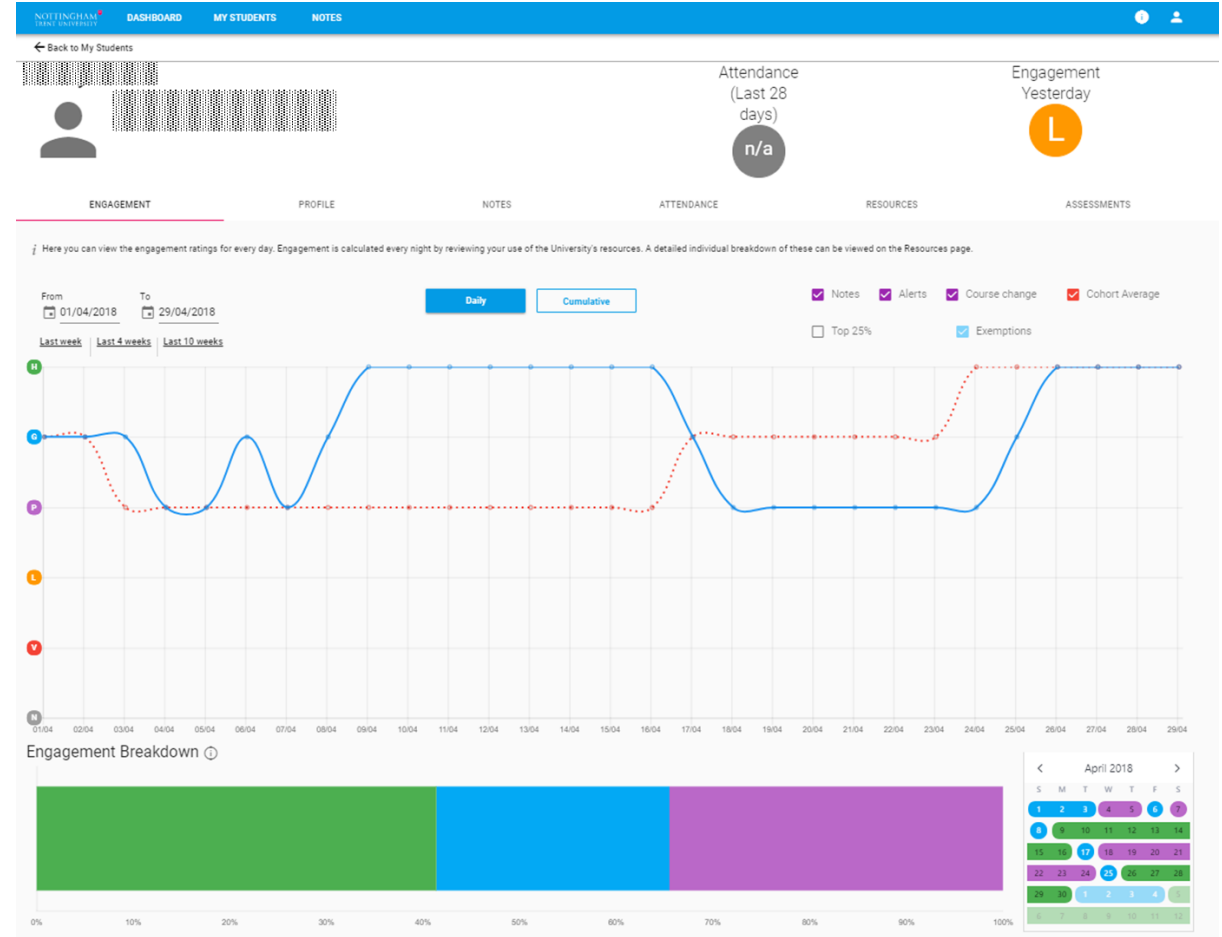 NOTTINGHAM
TRENT UNIVERSITY
DASHBOARD MY STUDENTS NOTES
Back to My Students
Attendance
(Last 28
days)
n/a
Engagement
Yesterday
L
ENGAGEMENT PROFILE NOTES ATTENDANCE RESOURCES ASSESSMENTS
i Here you can view the engagement ratings for every day. Engagement is calculated every night by reviewing your use of the University's resources. A detailed individual breakdown of these can be viewed on the Resources page.
From To
01/04/2018 29/04/2018
Last week Last 4 weeks Last 10 weeks
Daily Cumulative
Notes Alerts Course change Cohort Average
Top 25% Exemptions
H
G
P
L
V
N
01/04 02/04 03/04 04/04 05/04 06/04 07/04 08/04 09/04 10/04 11/04 12/04 13/04 14/04 15/04 16/04 17/04 18/04 19/04 20/04 21/04 22/04 23/04 24/04 25/04 26/04 27/04 28/04 29/04
Engagement Breakdown
0% 10% 20% 30% 40% 50% 60% 70% 80% 90% 100%
April 2018
S M T W T F S
1 2 3 4 5 6 7
8 9 10 11 12 13 14
15 16 17 18 19 20 21
22 23 24 25 26 27 28
29 30 1 2 3 4 5
6 7 8 9 10 11 12